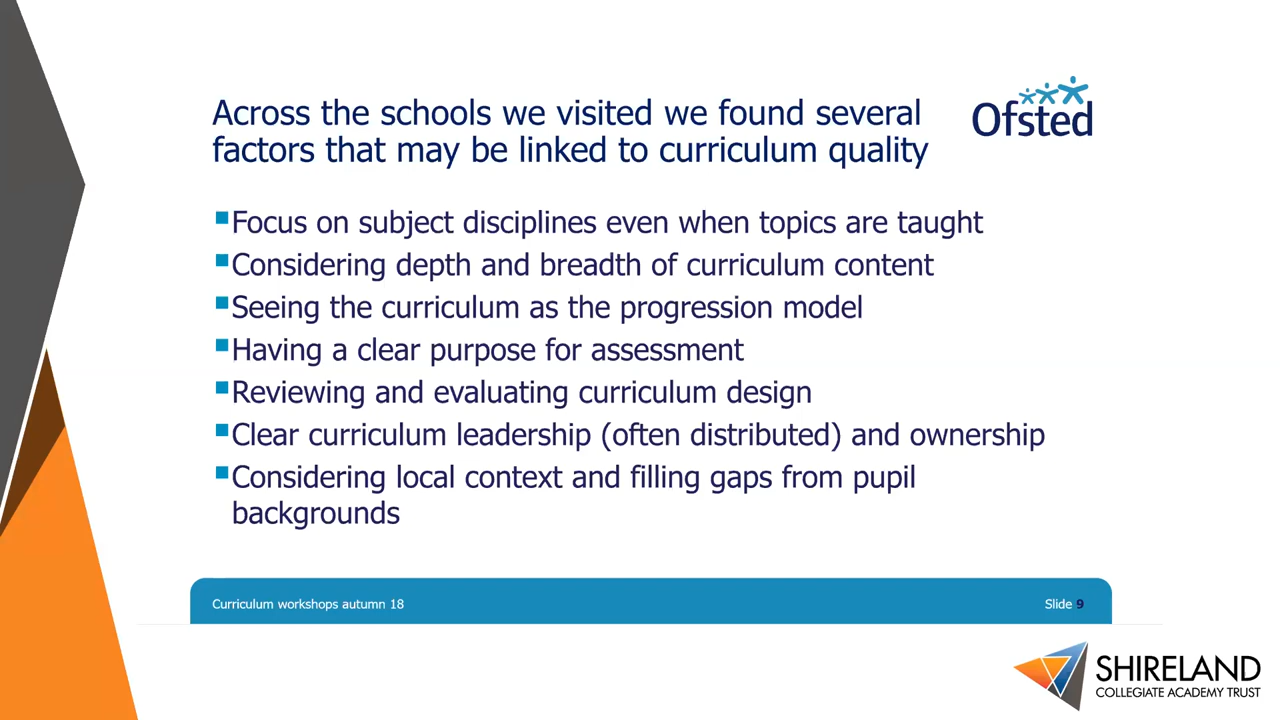 Across the schools we visited we found several
factors that may be linked to curriculum quality
Ofsted
Focus on subject disciplines even when topics are taught
Considering depth and breadth of curriculum content
Seeing the curriculum as the progression model
Having a clear purpose for assessment
Reviewing and evaluating curriculum design
Clear curriculum leadership (often distributed) and ownership
Considering local context and filling gaps from pupil
backgrounds
Curriculum workshops autumn 18
Slide 9
SHIRELAND
COLLEGIATE ACADEMY TRUST